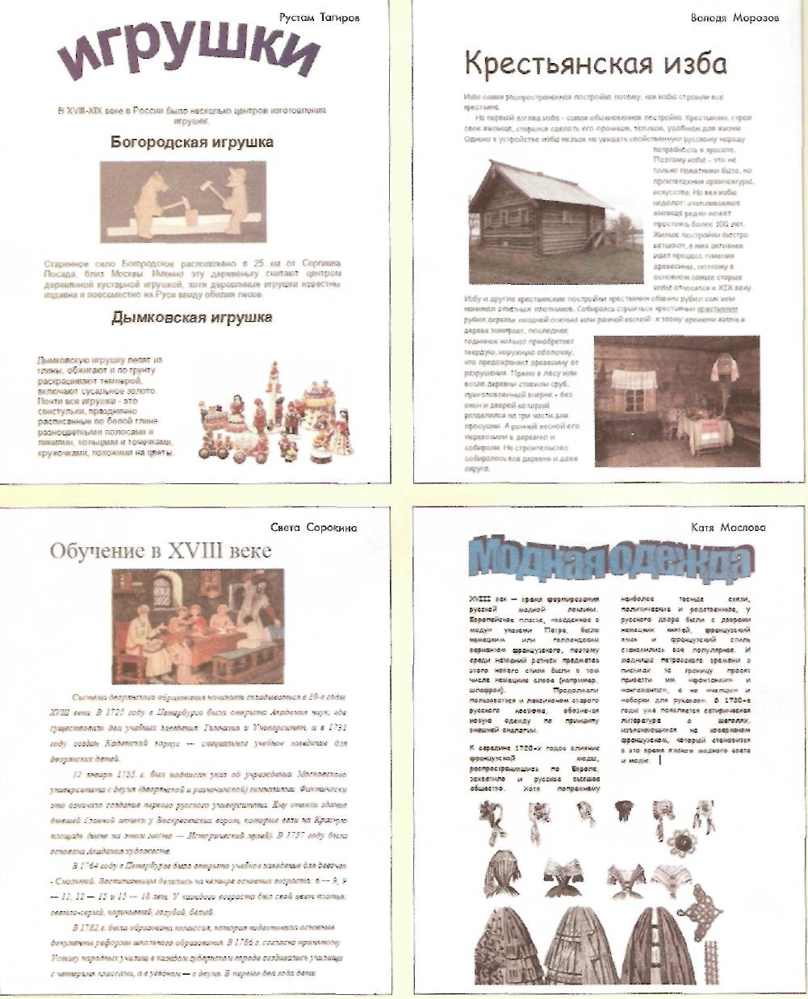 Рустам Тагиров
игрушки
В XVIII-XIX веке в России было несколько центров изготовления
игрушек.
Богородская игрушка
Старинное село Богородское расположено в 25 км от Сергиева
Посада, близ Москвы. Именно эту деревеньку считают центром
деревянной кустарной игрушкой, хотя деревянные игрушки известны
издавна и повсеместно на Руси ввиду обилия лесов.
Дымковская игрушка
Дымковскую игрушку лепят из
глины, обжигают и по грунту
раскрашивают темперой,
включают сусальное золото.
Почти все игрушки - это
свистульки, празднично
расписанные по белой глине
разноцветными полосами и
линиями, кольцами и точечками,
кружочками, похожими на цветы.
Володя Морозов
Крестьянская изба
Изба самая распространенная постройка потому, как избы строили все
крестьяне.
На первый взгляд изба - самая обыкновенная постройка. Крестьянин, строя
свое жилище, старался сделать его прочным, теплым, удобным для жизни.
Однако в устройстве избы нельзя не увидеть свойственную русскому народу
потребность в красоте.
Поэтому избы - это не
только памятники быта, но
произведения архитектуры,
искусства. Но век избы
недолог: отапливаемое
жилище редко может
простоять более 100 лет.
Жилые постройки быстро
ветшают, в них активнее
идет процесс гниения
древесины, поэтому в
основном самые старые
избы относятся к XIX веку.
Избу и другие крестьянские постройки крестьянин обычно рубил сам или
нанимал опытных плотников. Собираясь строиться крестьянин крестьянин
рубил деревья поздней осенью или ранней весной: к этому времени жизнь в
дереве замирает, последнее
годичное кольцо приобретает
твердую, наружную оболочку,
что предохраняет древесину от
разрушения. Прямо в лесу или
возле деревни ставили сруб,
приготовленный вчерне - без
окон и дверей который
разделялся на три части для
просушки. А ранней весной его
перевозили в деревню и
собирали. На строительство
собиралась вся деревня и даже
округа.
Света Сорокина
Обучение в XVIII веке
Система дворянского образования начинает складываться в 30-е годы
XVIII века. В 1725 году в Петербурге была открыта Академия наук, где
существовало два учебных заведения: Гимназия и Университет, а в 1731
году создан Кадетский корпус — специальное учебное заведение для
дворянских детей.
12 января 1755 г. был подписан указ об учреждении Московского
университета с двумя (дворянской и разночинской) гимназиями. Фактически
это означало создание первого русского университета. Ему отвели здание
бывшей Главной аптеки у Воскресенских ворот, которые вели на Красную
площадь (ныне на этом месте — Исторический музей). В 1757 году была
основана Академия художеств.
В 1764 году в Петербурге было открыто учебное заведение для девочек
- Смольный. Воспитанницы делились на четыре основных возраста: 6 — 9, 9
— 12, 12 — 15 и 15 — 18 лет. У каждого возраста был свой цвет платья:
светло-серый, коричневый, голубой, белый.
В 1782 г. была образована комиссия, которая подготовила основные
документы реформы школьного образования. В 1786 г. согласно принятому
Уставу народных училищ в каждом губернском городе создавались училища
с четырьмя классами, а в уездном — с двумя. В первые два года дети
Катя Маслова
Модная одежда
XVIII век — время формирования
русской модной лексики.
Европейское платье, «введенное в
моду» указами Петра, было
немецким или голландским
вариантом французского, поэтому
среди названий разных предметов
этого нового стиля были в том
числе немецкие слова (например,
шлафрок). Продолжали
пользоваться и лексиконом старого
русского костюма, обозначая
новую одежду по принципу
внешней аналогии.
К середине 1720-х годов влияние
французской моды,
распространившись по Европе,
захватило и русское высшее
общество. Хотя по-прежнему
наиболее тесные связи,
политические и родственные, у
русского двора были с дворами
немецких князей, французский
язык и французский стиль
становились все популярнее. И
модницы петровского времени в
письмах за границу просят
привезти им «фонтанжи» и
«ангажанты», а не «чепцы» и
«оборки для рукавов». В 1780-е
годы уже появляется сатирическая
литература о щеголях,
изъясняющихся на коверканом
французском, который становится
в это время языком модного света
и моды.